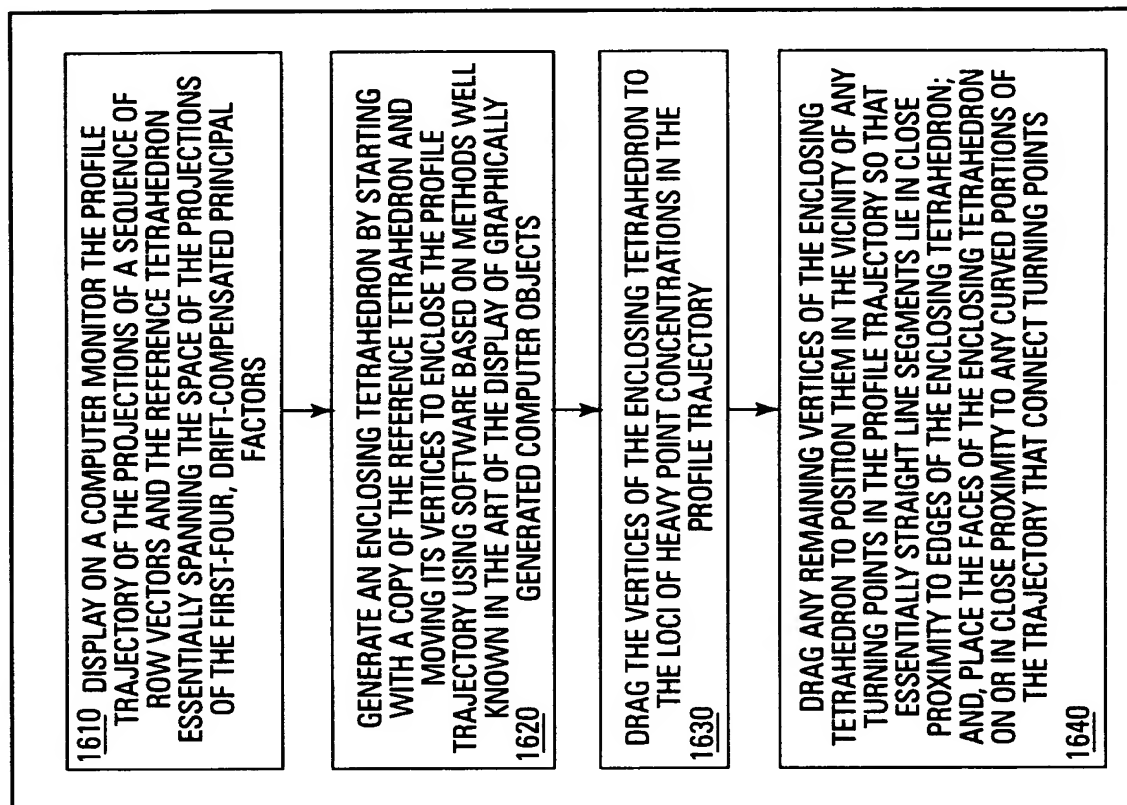 1610 DISPLAY ON A COMPUTER MONITOR THE PROFILE
TRAJECTORY OF THE PROJECTIONS OF A SEQUENCE OF
ROW VECTORS AND THE REFERENCE TETRAHEDRON
ESSENTIALLY SPANNING THE SPACE OF THE PROJECTIONS
OF THE FIRST-FOUR, DRIFT-COMPENSATED PRINCIPAL
FACTORS
GENERATE AN ENCLOSING TETRAHEDRON BY STARTING
WITH A COPY OF THE REFERENCE TETRAHEDRON AND
MOVING ITS VERTICES TO ENCLOSE THE PROFILE
TRAJECTORY USING SOFTWARE BASED ON METHODS WELL
KNOWN IN THE ART OF THE DISPLAY OF GRAPHICALLY
1620 GENERATED COMPUTER OBJECTS
DRAG THE VERTICES OF THE ENCLOSING TETRAHEDRON TO
THE LOCI OF HEAVY POINT CONCENTRATIONS IN THE
1630 PROFILE TRAJECTORY
DRAG ANY REMAINING VERTICES OF THE ENCLOSING
TETRAHEDRON TO POSITION THEM IN THE VICINITY OF ANY
TURNING POINTS IN THE PROFILE TRAJECTORY SO THAT
ESSENTIALLY STRAIGHT LINE SEGMENTS LIE IN CLOSE
PROXIMITY TO EDGES OF THE ENCLOSING TETRAHEDRON;
AND, PLACE THE FACES OF THE ENCLOSING TETRAHEDRON
ON OR IN CLOSE PROXIMITY TO ANY CURVED PORTIONS OF
1640 THE TRAJECTORY THAT CONNECT TURNING POINTS